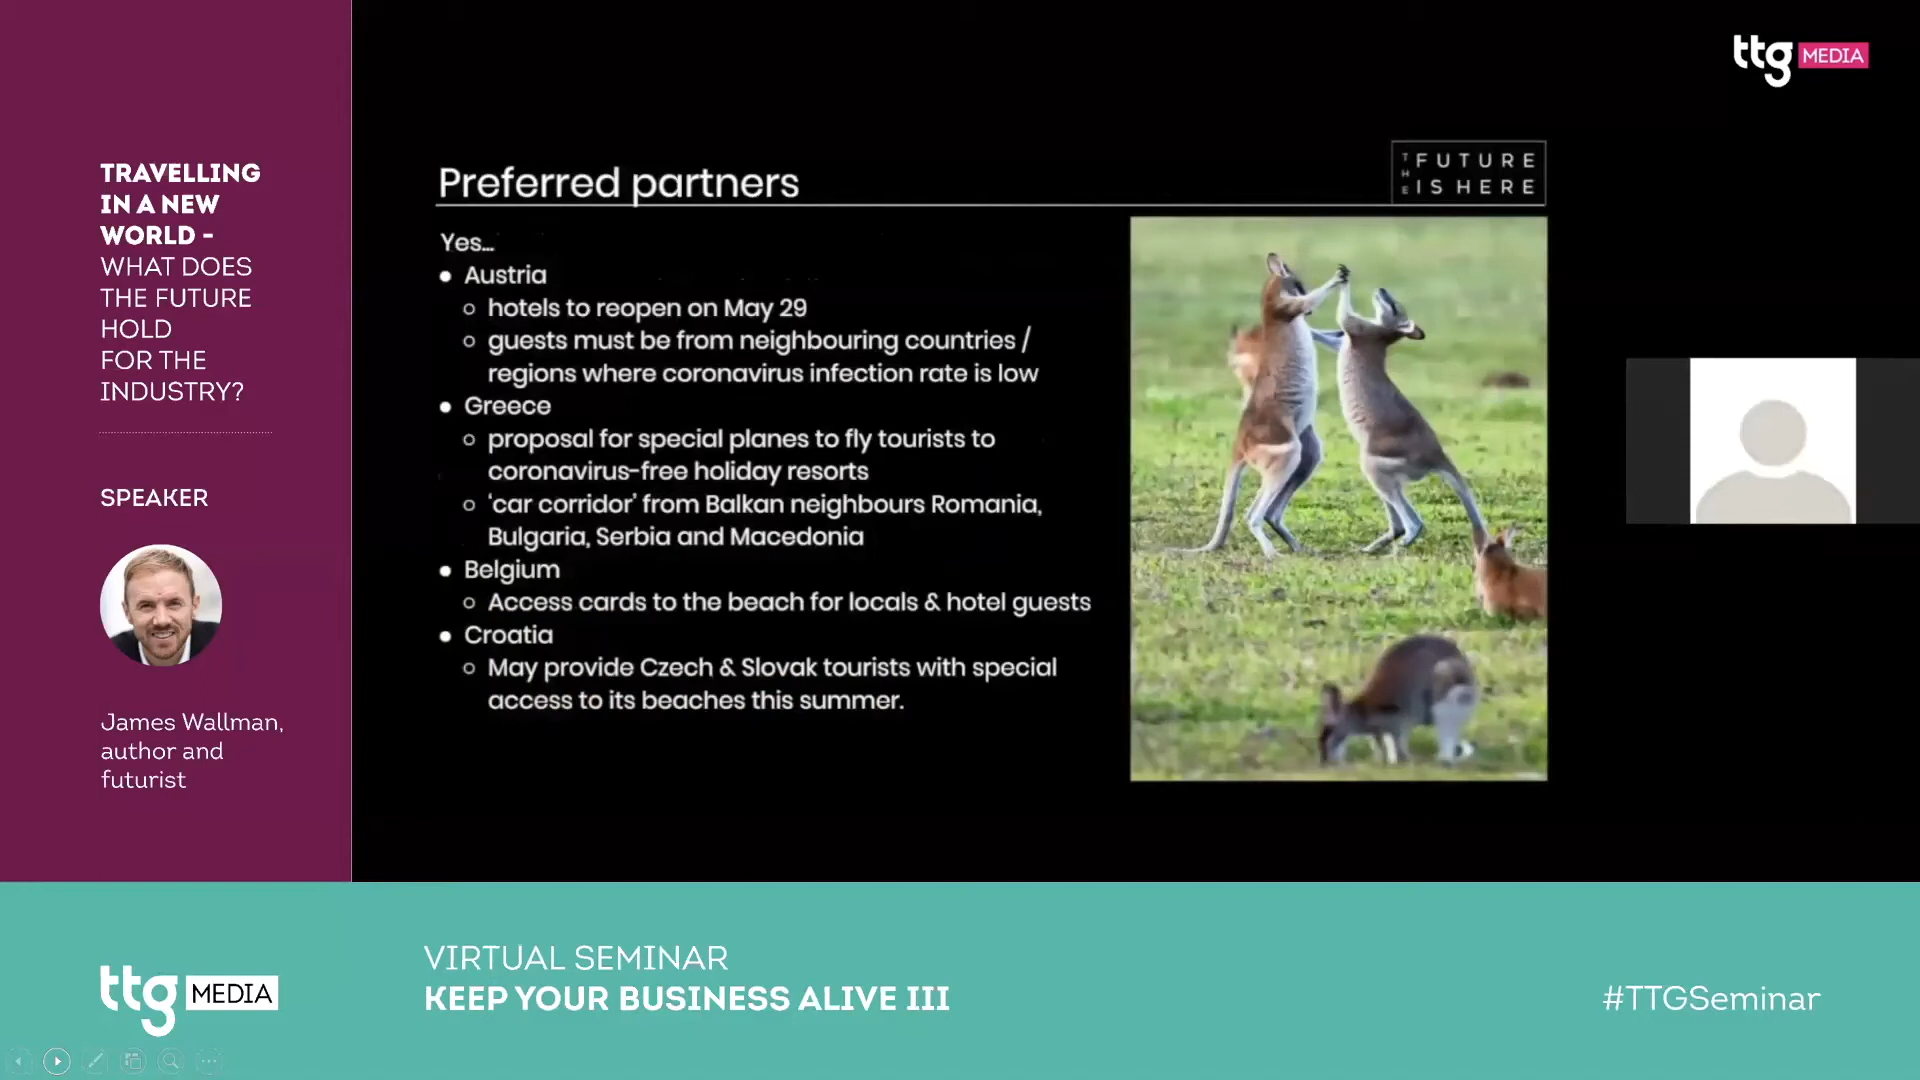 ttg MEDIA
TRAVELLING
IN A NEW
WORLD -
WHAT DOES
THE FUTURE
HOLD
FOR THE
INDUSTRY?
SPEAKER
James Wallman,
author and
futurist
Preferred partners
THE FUTURE
IS HERE
Yes...
● Austria
○ hotels to reopen on May 29
○ guests must be from neighbouring countries /
regions where coronavirus infection rate is low
● Greece
○ proposal for special planes to fly tourists to
coronavirus-free holiday resorts
○ ‘car corridor’ from Balkan neighbours Romania,
Bulgaria, Serbia and Macedonia
● Belgium
○ Access cards to the beach for locals & hotel guests
● Croatia
○ May provide Czech & Slovak tourists with special
access to its beaches this summer.
ttg MEDIA
VIRTUAL SEMINAR
KEEP YOUR BUSINESS ALIVE III
#TTGSeminar